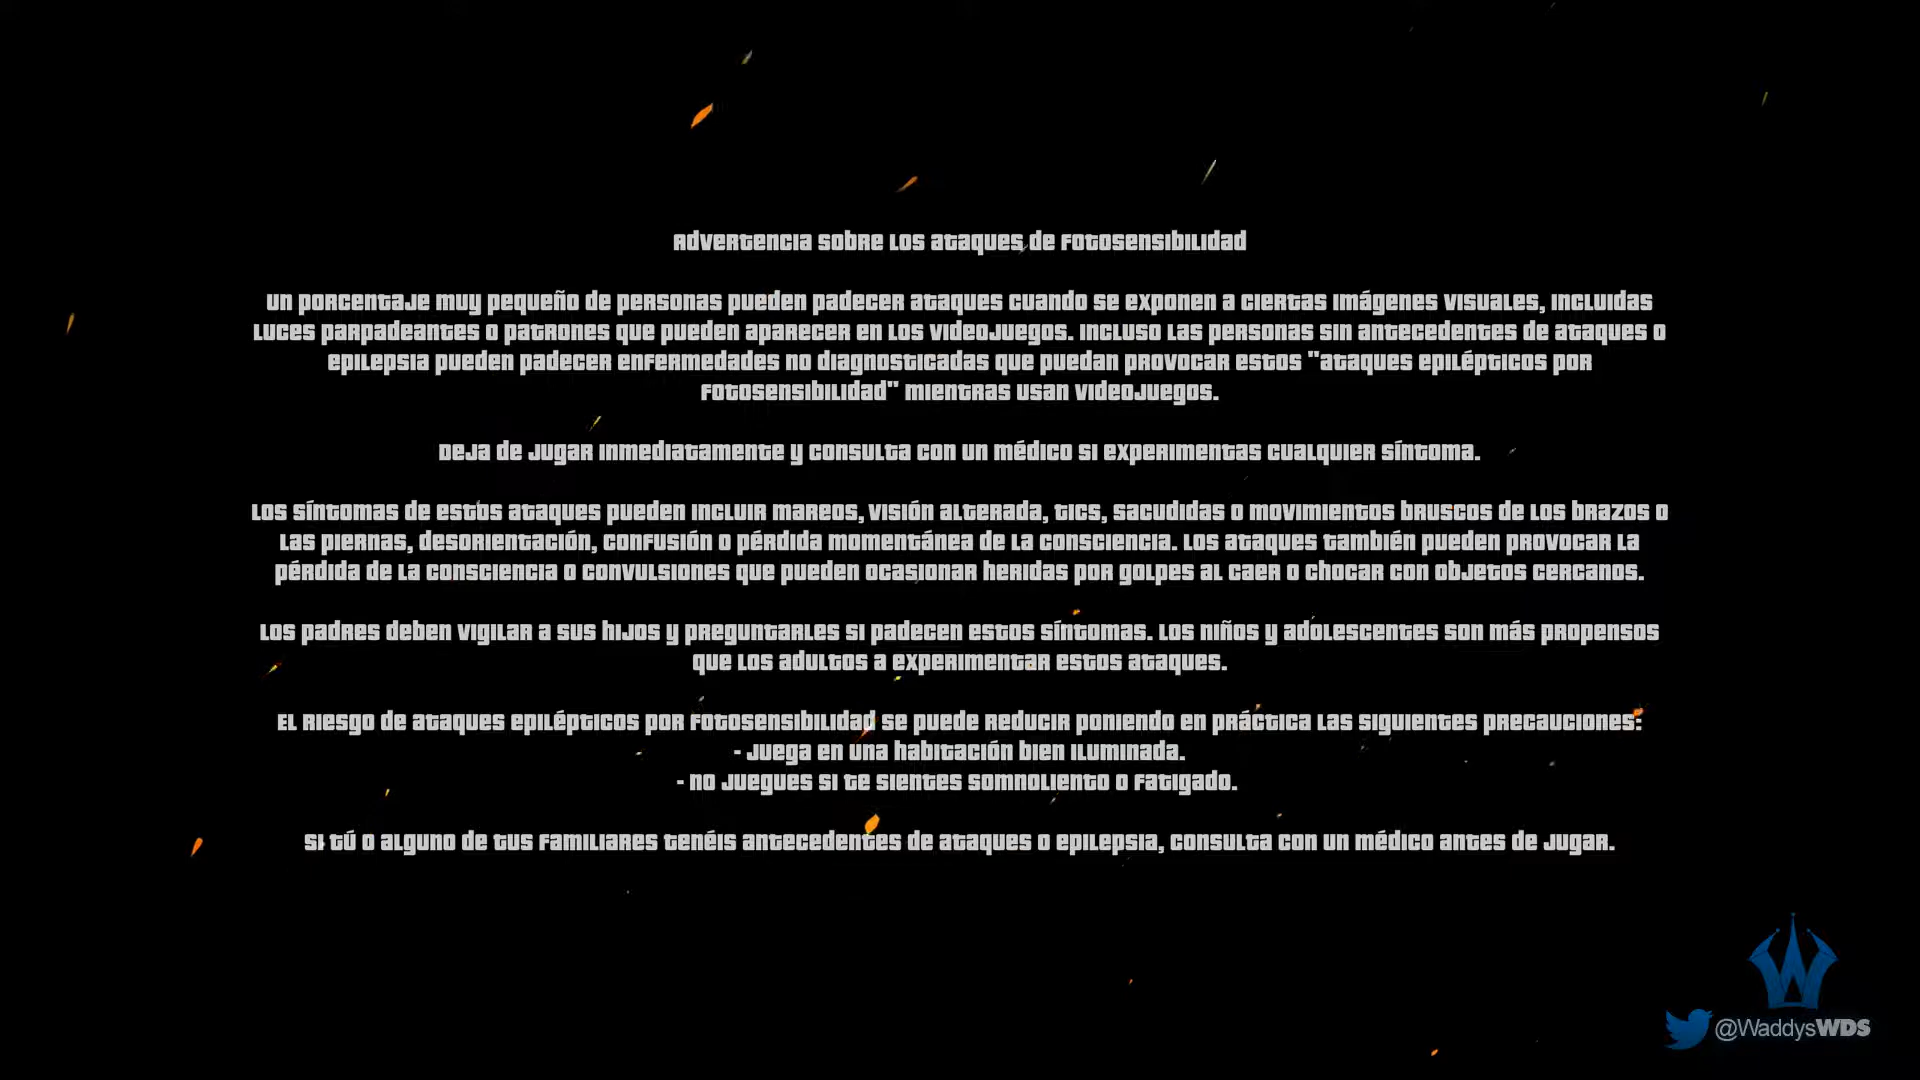 Advertencia sobre los ataques de fotosensibilidad
Un porcentaje muy pequeño de personas pueden padecer ataques cuando se exponen a ciertas imágenes visuales, incluidas
luces parpadeantes o patrones que pueden aparecer en los videojuegos. Incluso las personas sin antecedentes de ataques o
epilepsia pueden padecer enfermedades no diagnosticadas que puedan provocar estos "ataques epilépticos por
fotosensibilidad" mientras usan videojuegos.
Deja de jugar inmediatamente y consulta con un médico si experimentas cualquier síntoma.
Los síntomas de estos ataques pueden incluir mareos, visión alterada, tics, sacudidas o movimientos bruscos de los brazos o
las piernas, desorientación, confusión o pérdida momentánea de la consciencia. Los ataques también pueden provocar la
pérdida de la consciencia o convulsiones que pueden ocasionar heridas por golpes al caer o chocar con objetos cercanos.
Los padres deben vigilar a sus hijos y preguntarles si padecen estos síntomas. Los niños y adolescentes son más propensos
que los adultos a experimentar estos ataques.
El riesgo de ataques epilépticos por fotosensibilidad se puede reducir poniendo en práctica las siguientes precauciones:
- Juega en una habitación bien iluminada.
- No juegues si te sientes somnoliento o fatigado.
Si tú o alguno de tus familiares tenéis antecedentes de ataques o epilepsia, consulta con un médico antes de jugar.
W
@WaddysWDS